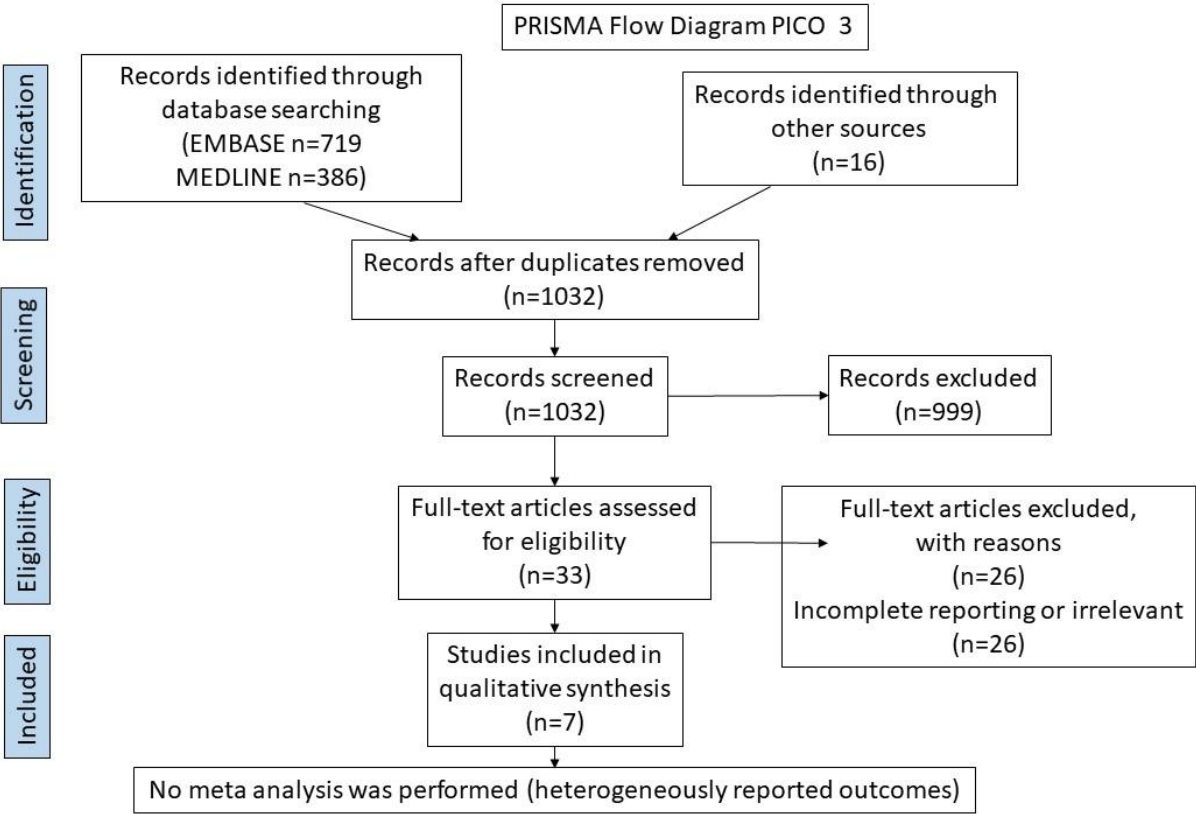 PRISMA Flow Diagram PICO 3
Identification
Records identified through
database searching
(EMBASE n=719
MEDLINE n=386)
Records identified through
other sources
(n=16)
Records after duplicates removed
(n=1032)
Screening
Records screened
(n=1032)
Records excluded
(n=999)
Eligibility
Full-text articles assessed
for eligibility
(n=33)
Full-text articles excluded,
with reasons
(n=26)
Incomplete reporting or irrelevant
(n=26)
Included
Studies included in
qualitative synthesis
(n=7)
No meta analysis was performed (heterogeneously reported outcomes)